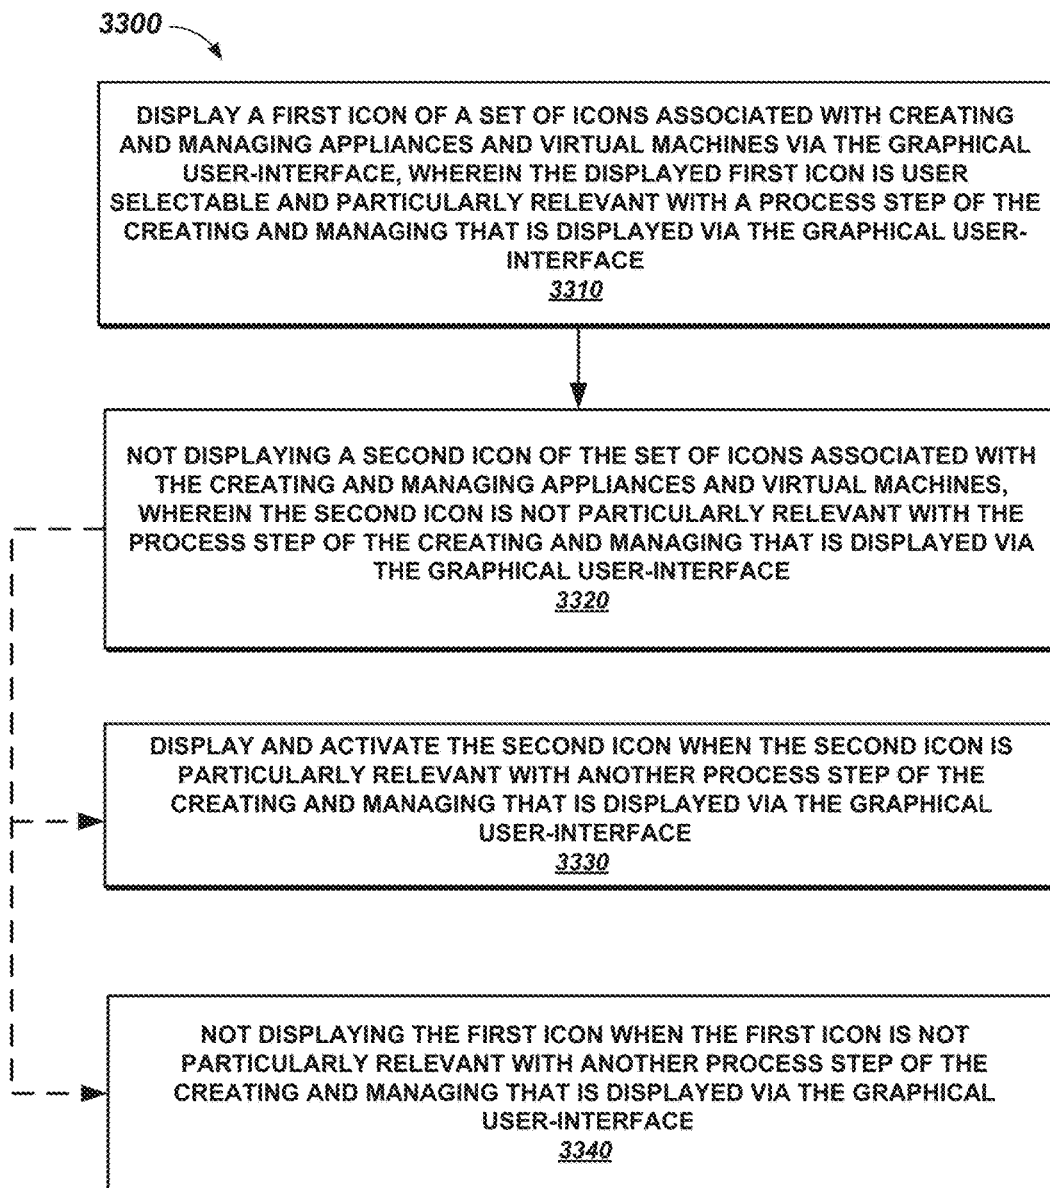 3300
DISPLAY A FIRST ICON OF A SET OF ICONS ASSOCIATED WITH CREATING
AND MANAGING APPLIANCES AND VIRTUAL MACHINES VIA THE GRAPHICAL
USER-INTERFACE, WHEREIN THE DISPLAYED FIRST ICON IS USER
SELECTABLE AND PARTICULARLY RELEVANT WITH A PROCESS STEP OF THE
CREATING AND MANAGING THAT IS DISPLAYED VIA THE GRAPHICAL USER-
INTERFACE
3310
NOT DISPLAYING A SECOND ICON OF THE SET OF ICONS ASSOCIATED WITH
THE CREATING AND MANAGING APPLIANCES AND VIRTUAL MACHINES,
WHEREIN THE SECOND ICON IS NOT PARTICULARLY RELEVANT WITH THE
PROCESS STEP OF THE CREATING AND MANAGING THAT IS DISPLAYED VIA
THE GRAPHICAL USER-INTERFACE
3320
DISPLAY AND ACTIVATE THE SECOND ICON WHEN THE SECOND ICON IS
PARTICULARLY RELEVANT WITH ANOTHER PROCESS STEP OF THE
CREATING AND MANAGING THAT IS DISPLAYED VIA THE GRAPHICAL
USER-INTERFACE
3330
NOT DISPLAYING THE FIRST ICON WHEN THE FIRST ICON IS NOT
PARTICULARLY RELEVANT WITH ANOTHER PROCESS STEP OF THE
CREATING AND MANAGING THAT IS DISPLAYED VIA THE GRAPHICAL
USER-INTERFACE
3340